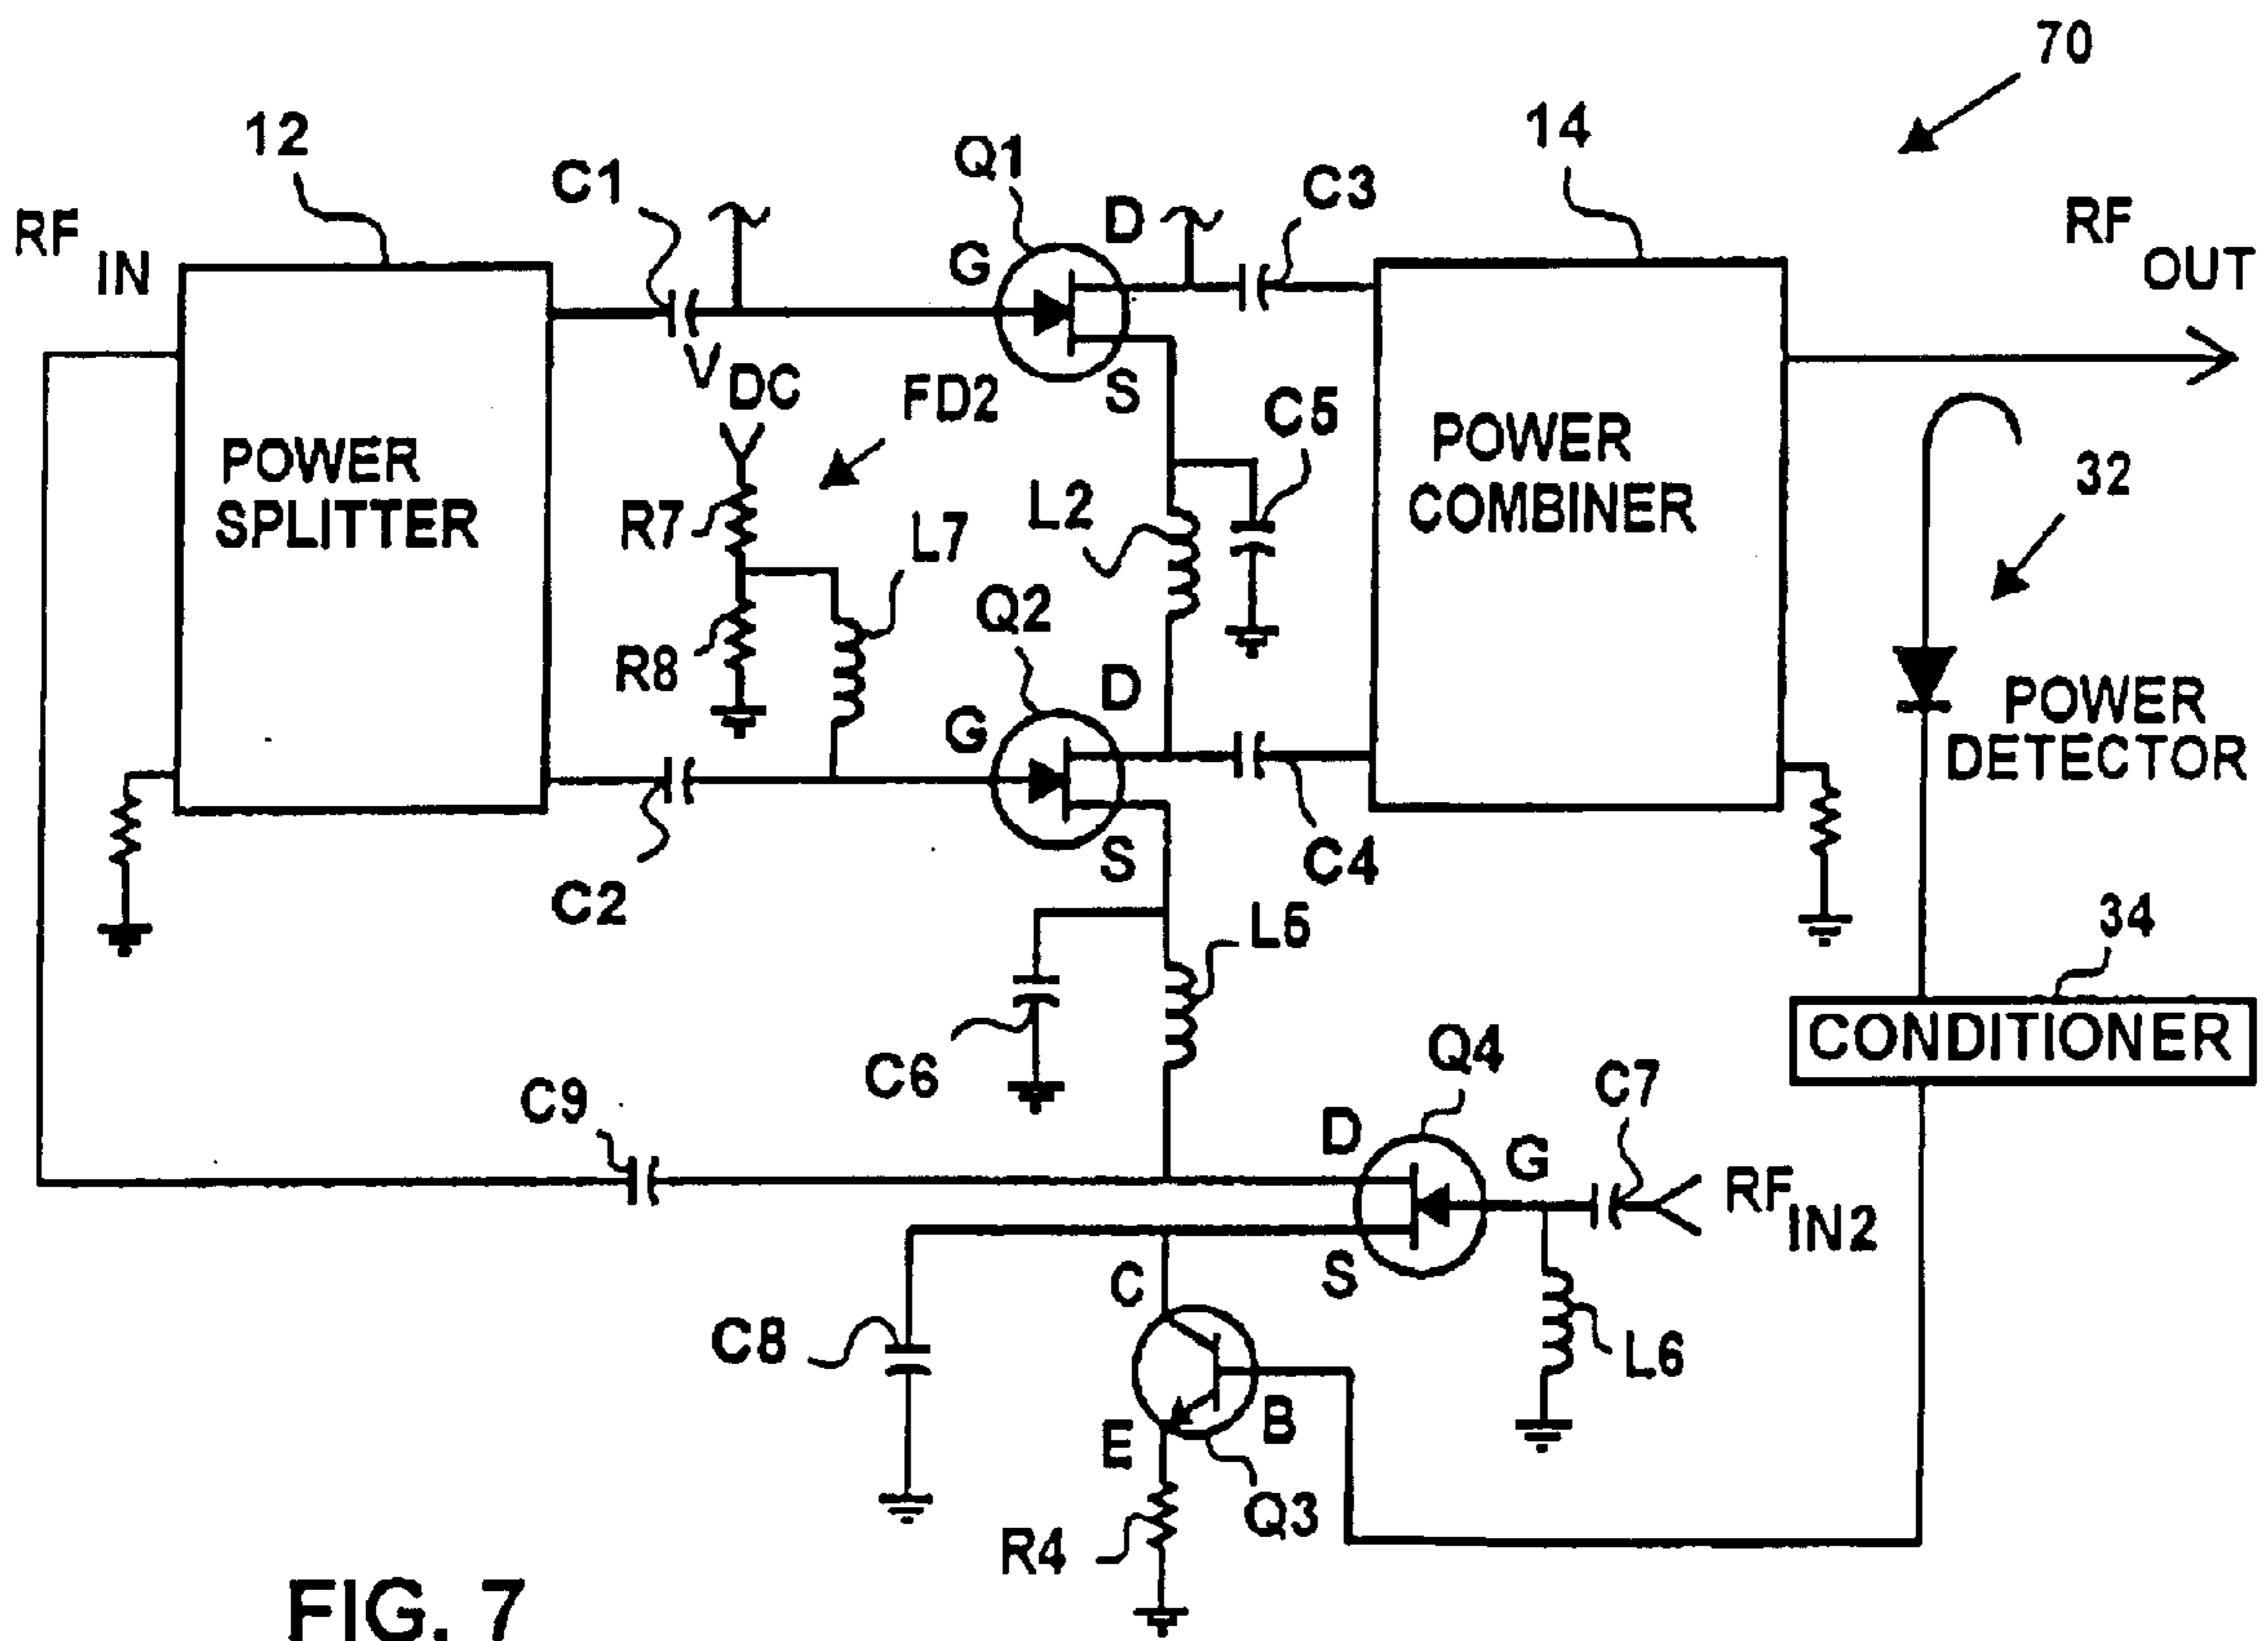 70
12
C1
Q1
D
C3
14
RF IN
G
RF OUT
V DC
FD2
S
C5
POWER
SPLITTER
POWER
COMBINER
32
R7
L7
L2
Q2
R8
D
POWER
DETECTOR
G
S
C4
C2
L5
34
CONDITIONER
C6
Q4
C7
C9
D
G
RF IN2
S
C
C8
L6
B
E
Q3
R4
FIG. 7